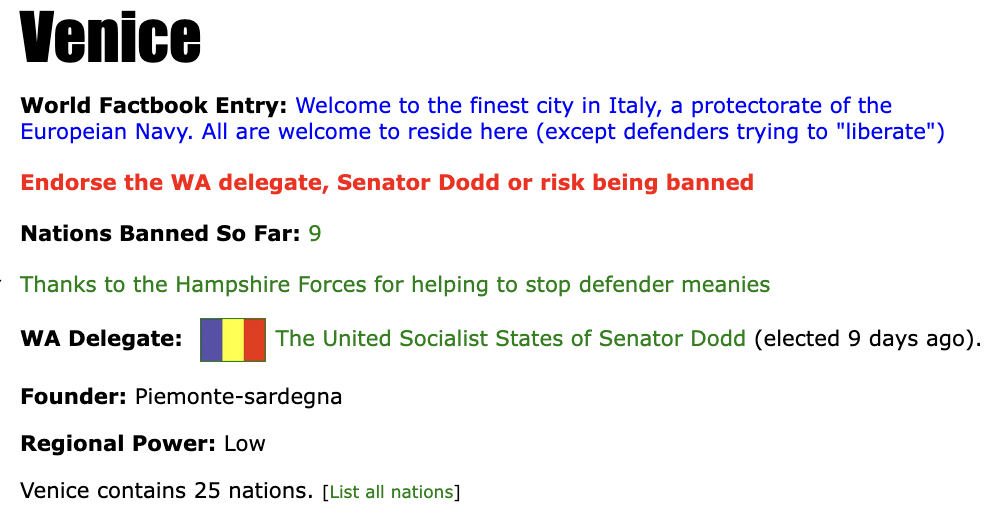 Venice
World Factbook Entry: Welcome to the finest city in Italy, a protectorate of the
Europeian Navy. All are welcome to reside here (except defenders trying to "liberate")
Endorse the WA delegate, Senator Dodd or risk being banned
Nations Banned So Far: 9
Thanks to the Hampshire Forces for helping to stop defender meanies
WA Delegate: The United Socialist States of Senator Dodd (elected 9 days ago).
Founder: Piemonte-sardegna
Regional Power: Low
Venice contains 25 nations. [List all nations]